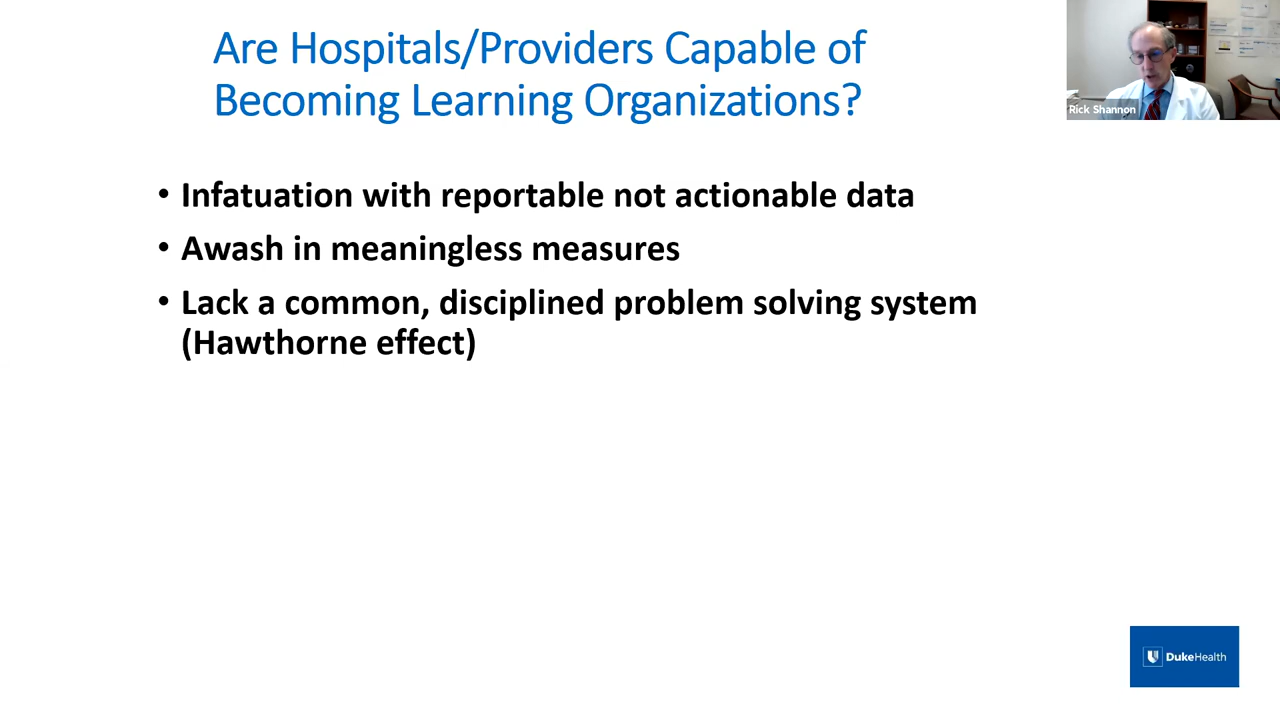 Are Hospitals/Providers Capable of
Becoming Learning Organizations?
Rick Shannon
• Infatuation with reportable not actionable data
• Awash in meaningless measures
• Lack a common, disciplined problem solving system
(Hawthorne effect)
DukeHealth